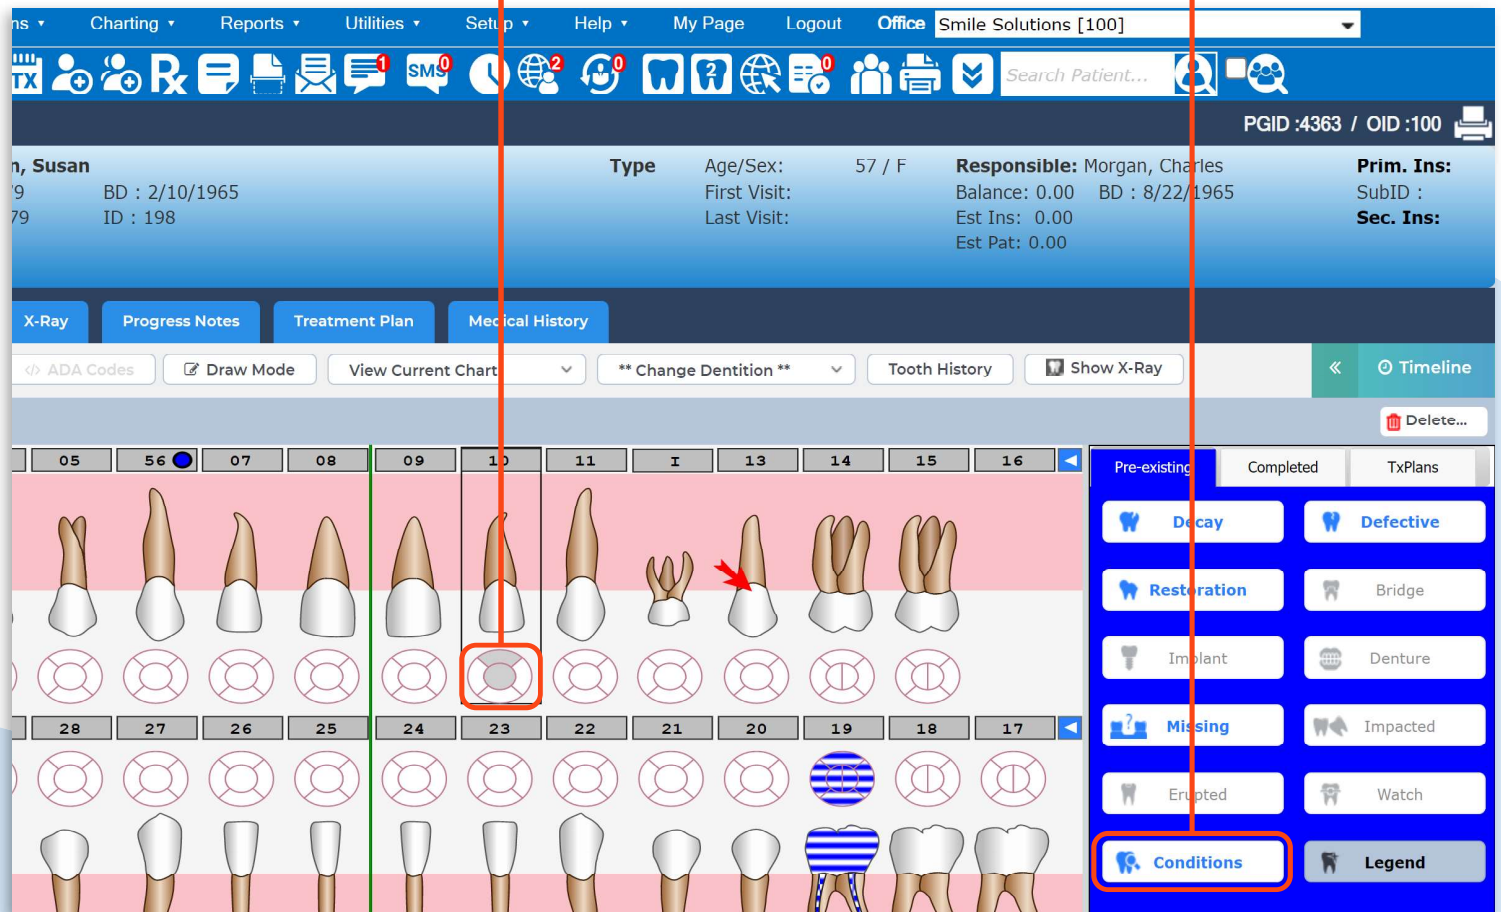 ns ▾ Charting ▾ Reports ▾ Utilities ▾ Setup ▾ Help ▾ My Page Logout Office Smile Solutions [100]
TX Rx 1 SMS 0 2 0 2 0 Search Patient...
PGID :4363 / OID :100
n, Susan Type Age/Sex: 57 / F Responsible: Morgan, Charles Prim. Ins:
9 BD : 2/10/1965 First Visit: Balance: 0.00 BD : 8/22/1965 SubID :
79 ID : 198 Last Visit: Est Ins: 0.00 Sec. Ins:
Est Pat: 0.00
X-Ray Progress Notes Treatment Plan Medical History
</> ADA Codes Draw Mode View Current Chart ** Change Dentition ** Tooth History Show X-Ray « Timeline
Delete...
05 56 07 08 09 10 11 I 13 14 15 16
Pre-existing Completed TxPlans
Decay Defective
Restoration Bridge
Implant Denture
28 27 26 25 24 23 22 21 20 19 18 17
? Missing Impacted
Erupted Watch
Conditions Legend